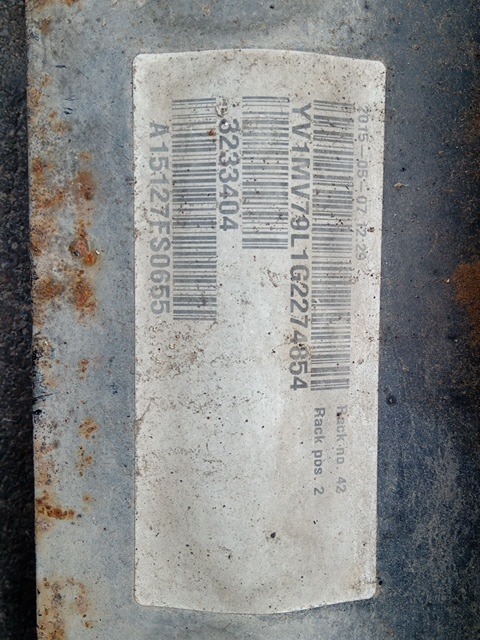 2015-05-07 12:29
YV1MV79L1G2274854
3233404
A15127FS0655
Rack no. 42
Rack pos. 2